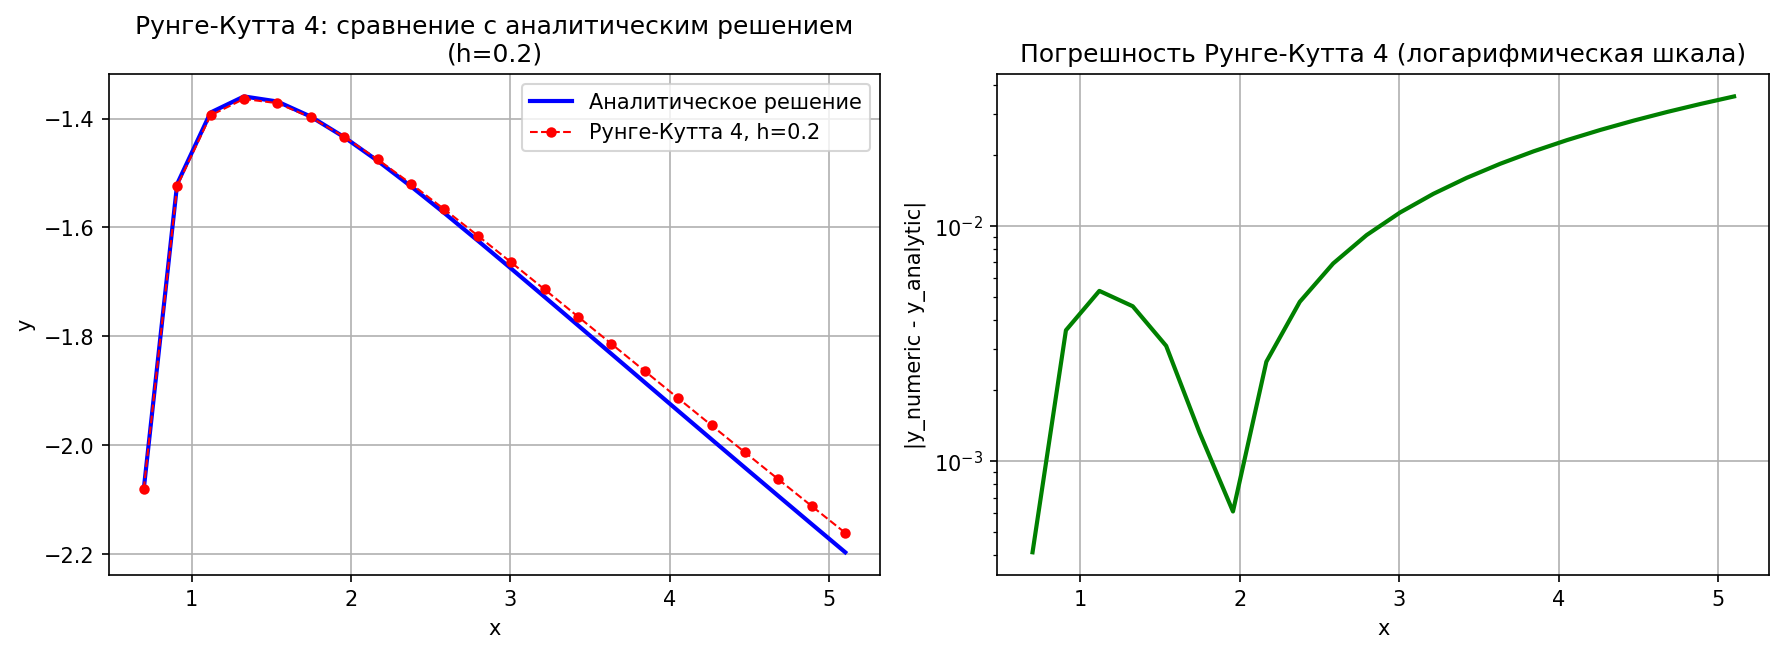 Рунге-Кутта 4: сравнение с аналитическим решением
(h=0.2)
Аналитическое решение
Рунге-Кутта 4, h=0.2
y
−1.4
−1.6
−1.8
−2.0
−2.2
1 2 3 4 5
x
Погрешность Рунге-Кутта 4 (логарифмическая шкала)
|y_numeric - y_analytic|
10⁻²
10⁻³
1 2 3 4 5
x